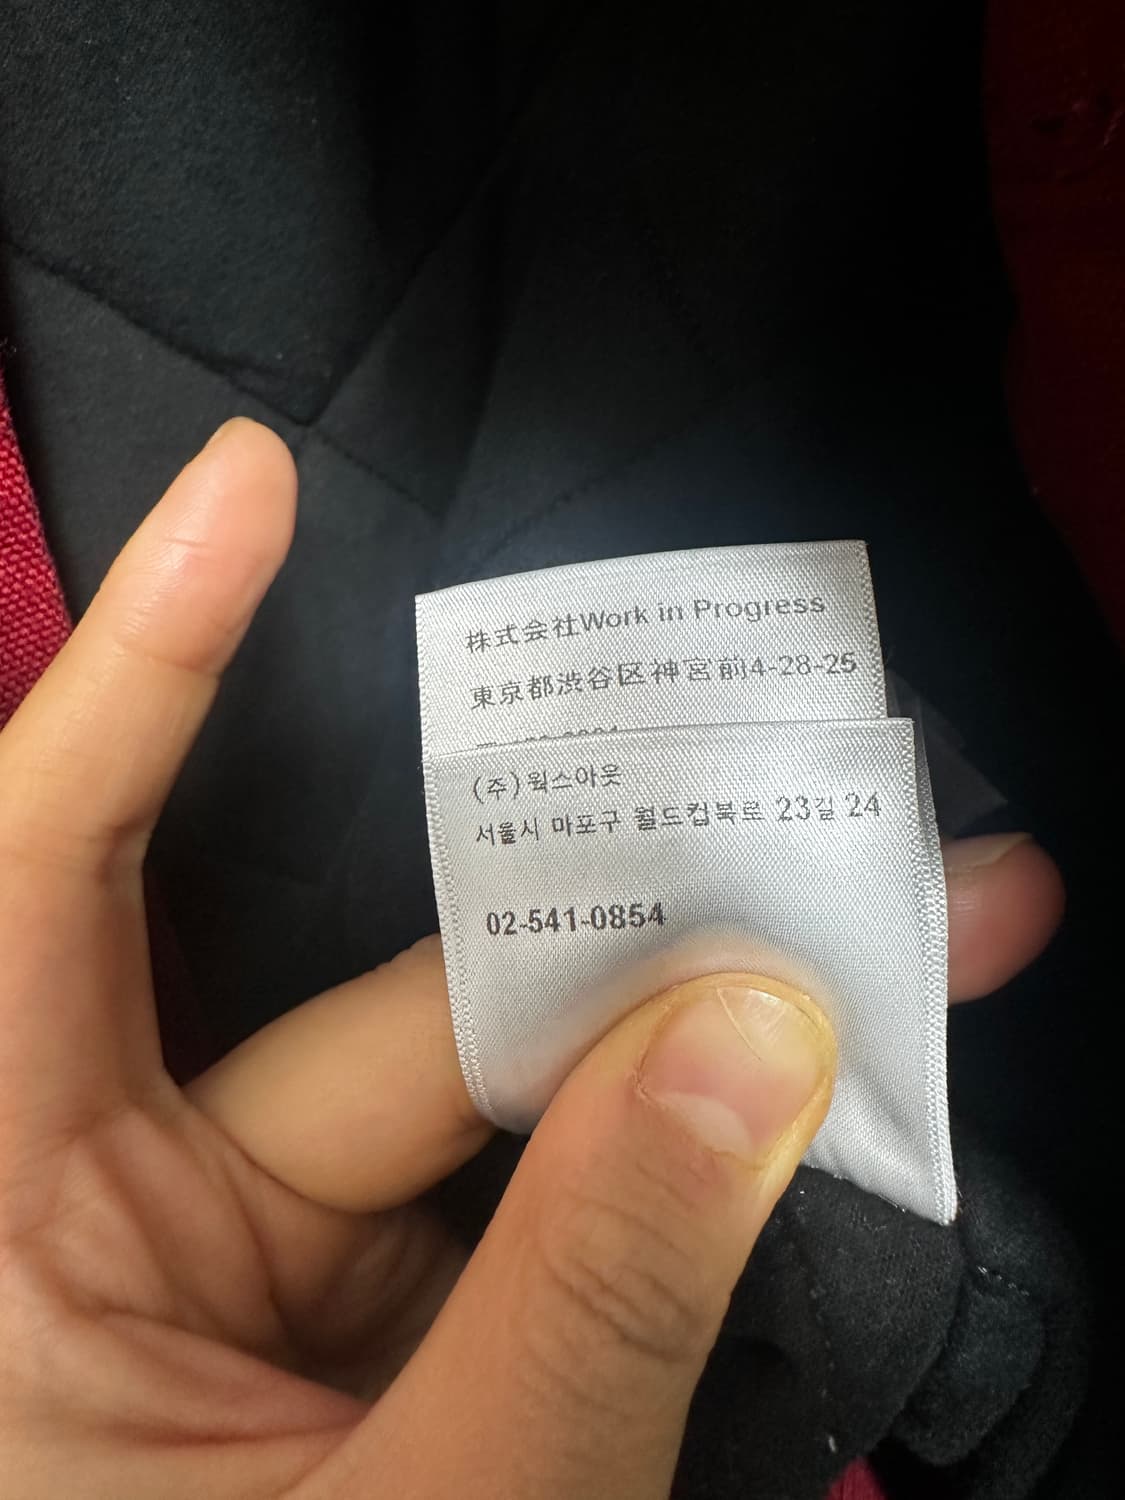 株式会社Work in Progress
東京都渋谷区神宮前4-28-25
(주)웍스아웃
서울시 마포구 월드컵북로 23길 24
02-541-0854